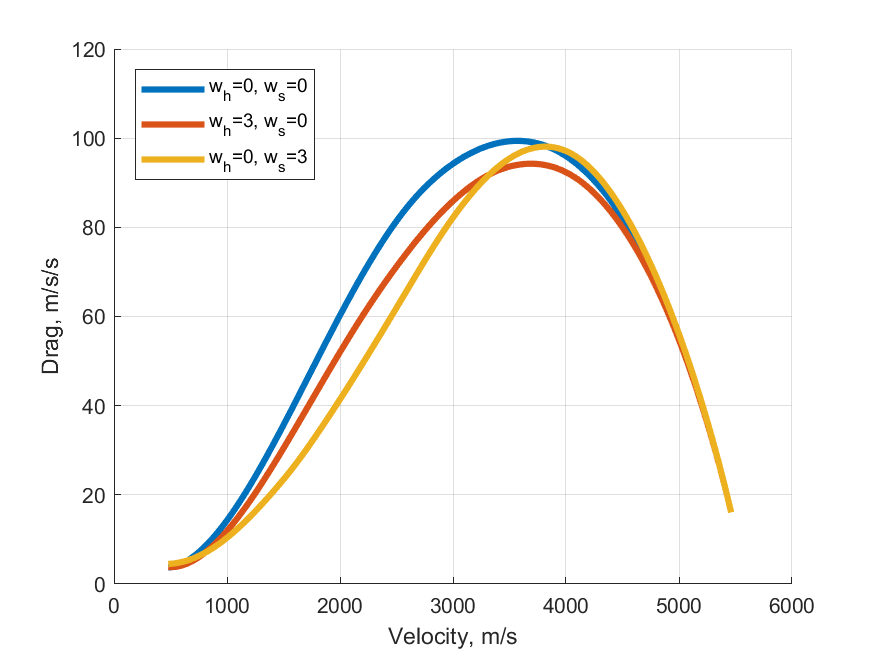 120
100
80
60
40
20
0
0 1000 2000 3000 4000 5000 6000
Drag, m/s/s
Velocity, m/s
w_h=0, w_s=0
w_h=3, w_s=0
w_h=0, w_s=3